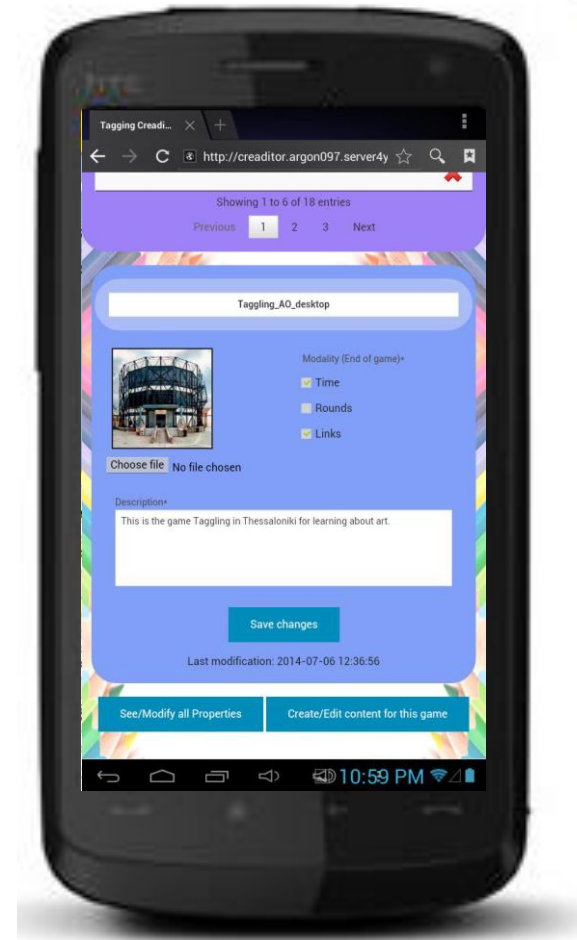 Tagging Creadi...
http://creaditor.argon097.server4y
Showing 1 to 6 of 18 entries
Previous 1 2 3 Next
Taggling_AO_desktop
Modality (End of game)*
Time
Rounds
Links
Choose file No file chosen
Description*
This is the game Taggling in Thessaloniki for learning about art.
Save changes
Last modification: 2014-07-06 12:36:56
See/Modify all Properties Create/Edit content for this game
10:59 PM